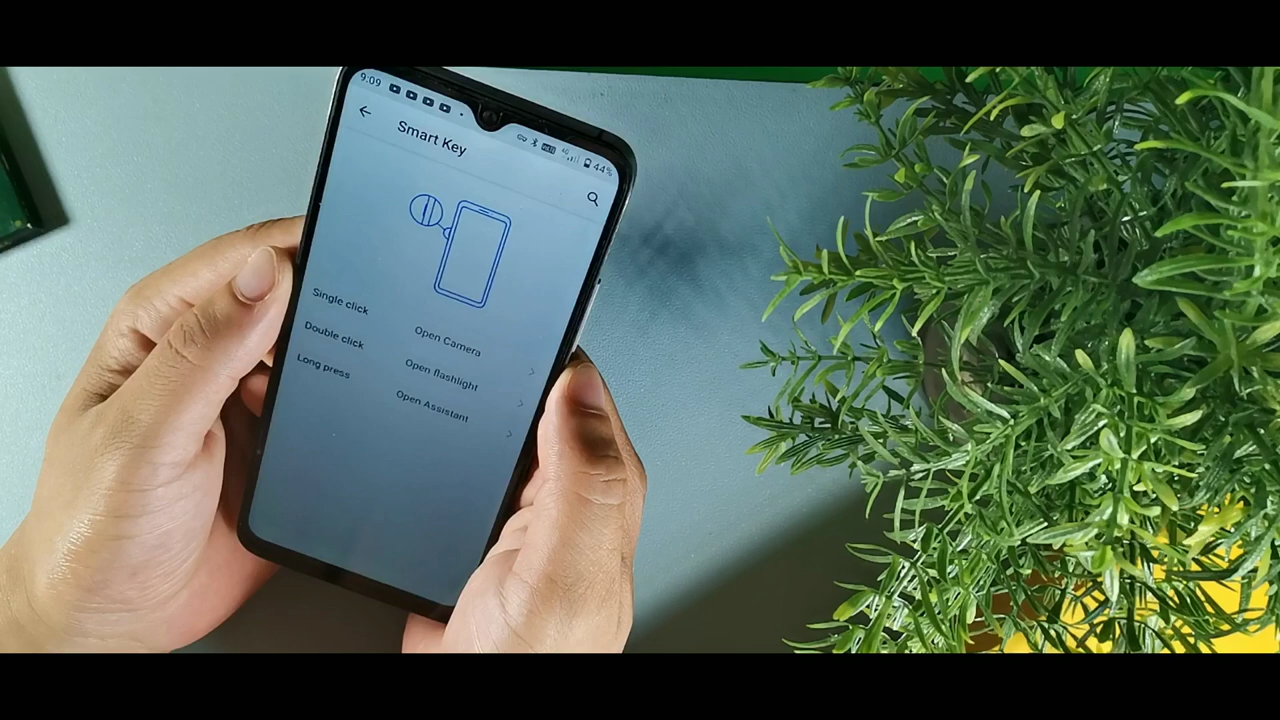 9:09
44%
Smart Key
Single click
Open Camera
Double click
Open flashlight
Long press
Open Assistant